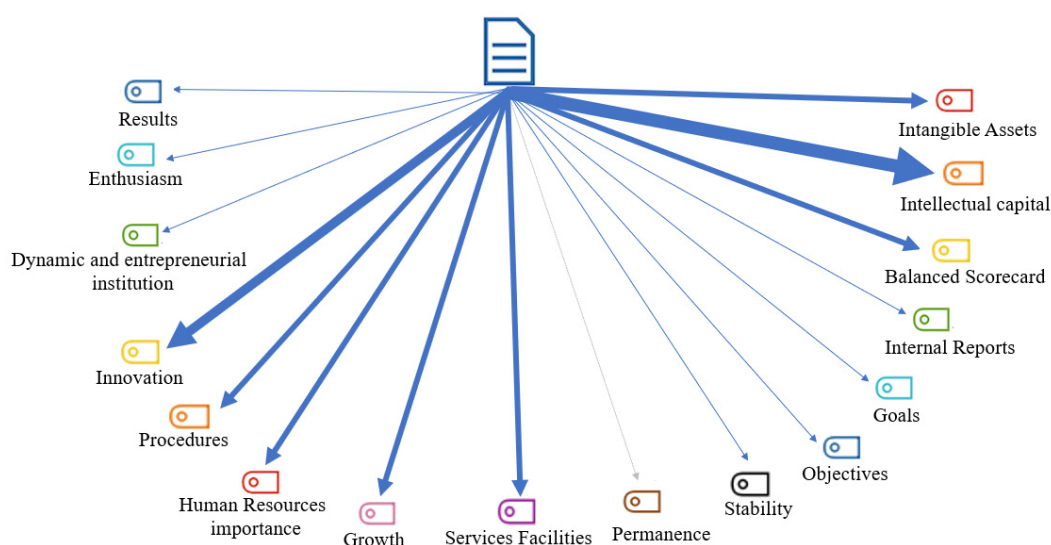 Results
Intangible Assets
Enthusiasm
Intellectual capital
Dynamic and entrepreneurial
institution
Balanced Scorecard
Internal Reports
Innovation
Goals
Procedures
Objectives
Human Resources
importance
Stability
Growth
Services Facilities
Permanence